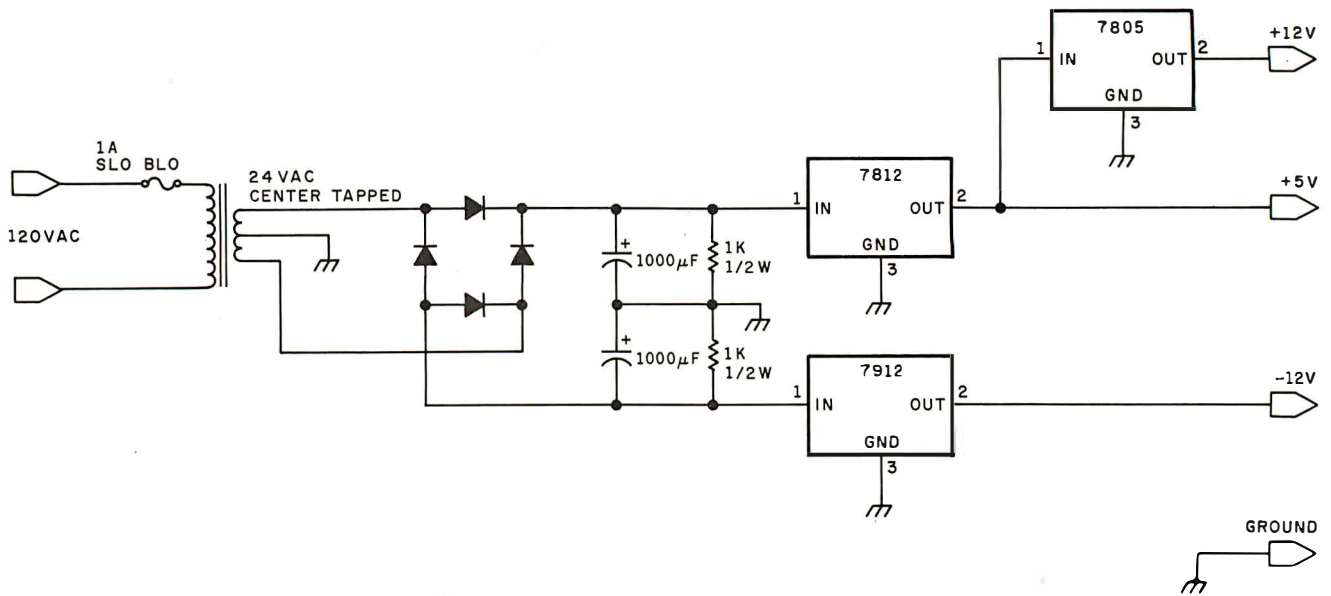 7805
+12V
1
IN
OUT
2
GND
3
1A
SLO BLO
24VAC
CENTER TAPPED
120VAC
7812
+5V
1
IN
OUT
2
GND
3
+
1000µF
1K
1/2W
+
1000µF
1K
1/2W
7912
-12V
1
IN
OUT
2
GND
3
GROUND